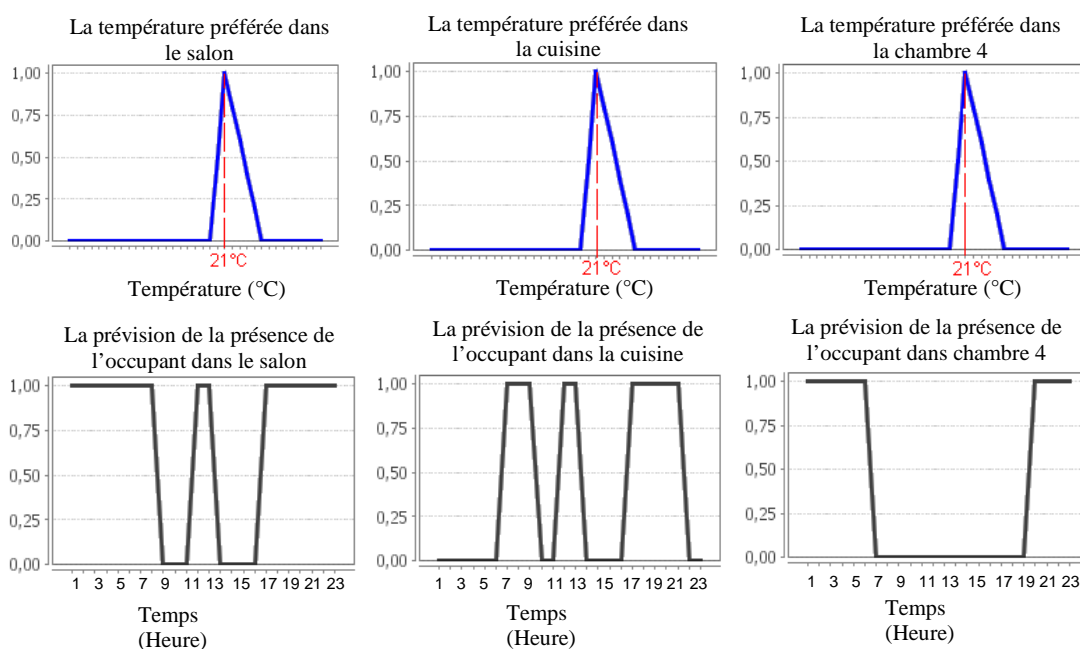 La température préférée dans
le salon
1,00
0,75
0,50
0,25
0,00
21°C
Température (°C)
La température préférée dans
la cuisine
1,00
0,75
0,50
0,25
0,00
21°C
Température (°C)
La température préférée dans
la chambre 4
1,00
0,75
0,50
0,25
0,00
21°C
Température (°C)
La prévision de la présence de
l’occupant dans le salon
1,00
0,75
0,50
0,25
0,00
1 3 5 7 9 11 13 15 17 19 21 23
Temps
(Heure)
La prévision de la présence de
l’occupant dans la cuisine
1,00
0,75
0,50
0,25
0,00
1 3 5 7 9 11 13 15 17 19 21 23
Temps
(Heure)
La prévision de la présence de
l’occupant dans chambre 4
1,00
0,75
0,50
0,25
0,00
1 3 5 7 9 11 13 15 17 19 21 23
Temps
(Heure)